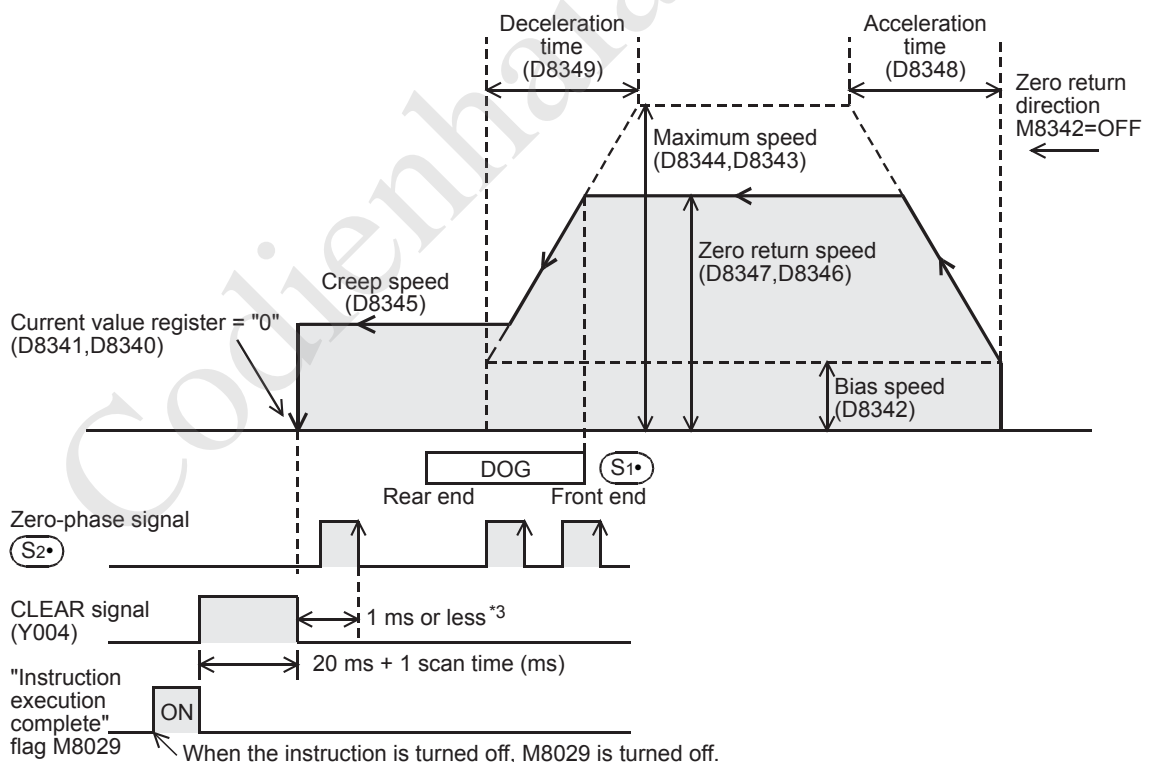 Deceleration
time
(D8349)
Acceleration
time
(D8348)
Zero return
direction
M8342=OFF
Maximum speed
(D8344,D8343)
Zero return speed
(D8347,D8346)
Creep speed
(D8345)
Current value register = "0"
(D8341,D8340)
Bias speed
(D8342)
DOG
S1•
Rear end
Front end
Zero-phase signal
S2•
CLEAR signal
(Y004)
1 ms or less *3
20 ms + 1 scan time (ms)
"Instruction
execution
complete"
flag M8029
ON
When the instruction is turned off, M8029 is turned off.